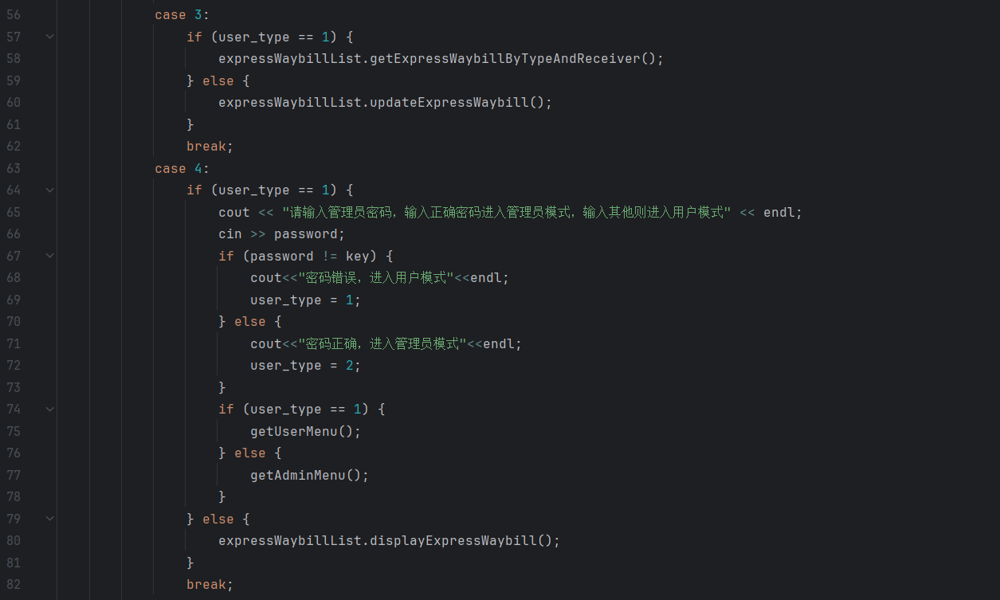 56 case 3:
57 if (user_type == 1) {
58 expressWaybillList.getExpressWaybillByTypeAndReceiver();
59 } else {
60 expressWaybillList.updateExpressWaybill();
61 }
62 break;
63 case 4:
64 if (user_type == 1) {
65 cout << "请输入管理员密码，输入正确密码进入管理员模式，输入其他则进入用户模式" << endl;
66 cin >> password;
67 if (password != key) {
68 cout<<"密码错误，进入用户模式"<<endl;
69 user_type = 1;
70 } else {
71 cout<<"密码正确，进入管理员模式"<<endl;
72 user_type = 2;
73 }
74 if (user_type == 1) {
75 getUserMenu();
76 } else {
77 getAdminMenu();
78 }
79 } else {
80 expressWaybillList.displayExpressWaybill();
81 }
82 break;